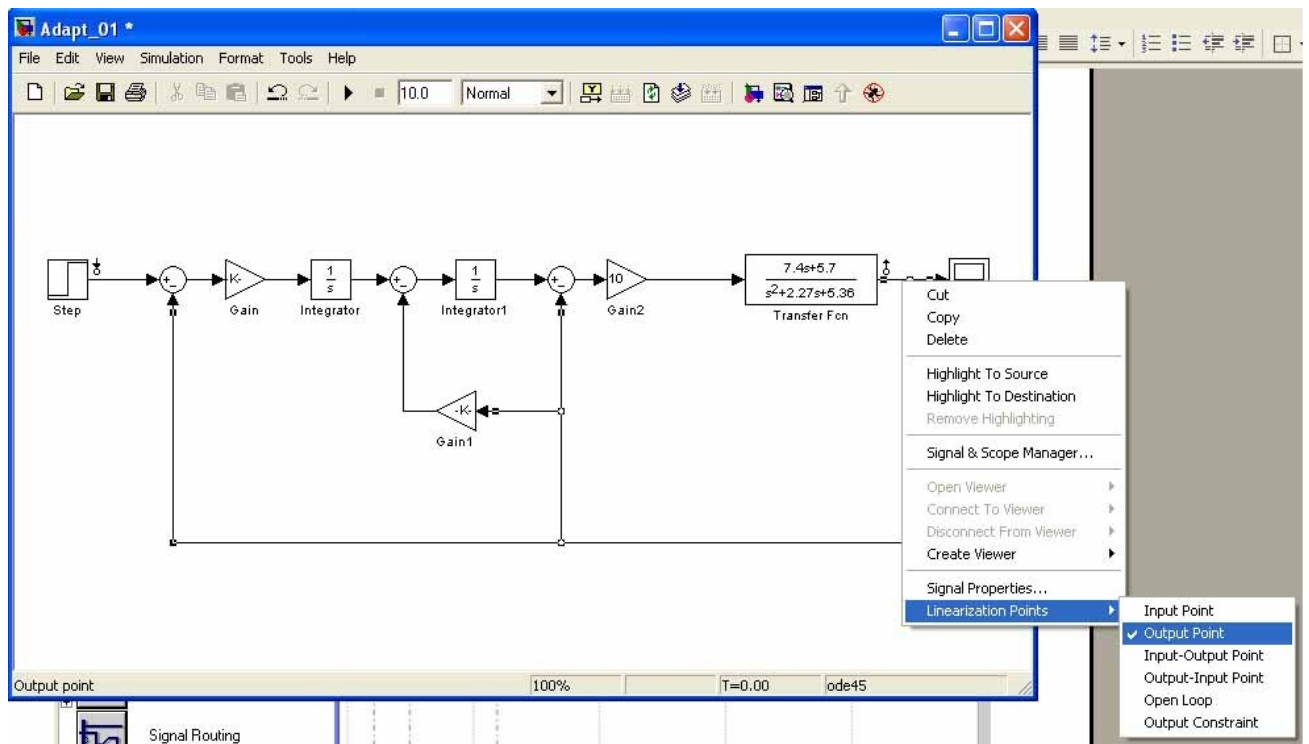 Adapt_01 *
File Edit View Simulation Format Tools Help
10.0 Normal
Step
+_
K-
Gain
1
s
Integrator
+_
1
s
Integrator1
+_
10
Gain2
7.4s+5.7
s²+2.27s+5.36
Transfer Fcn
-K-
Gain1
Cut
Copy
Delete
Highlight To Source
Highlight To Destination
Remove Highlighting
Signal & Scope Manager...
Open Viewer
Connect To Viewer
Disconnect From Viewer
Create Viewer
Signal Properties...
Linearization Points
Input Point
Output Point
Input-Output Point
Output-Input Point
Open Loop
Output Constraint
Output point 100% T=0.00 ode45
Signal Routing